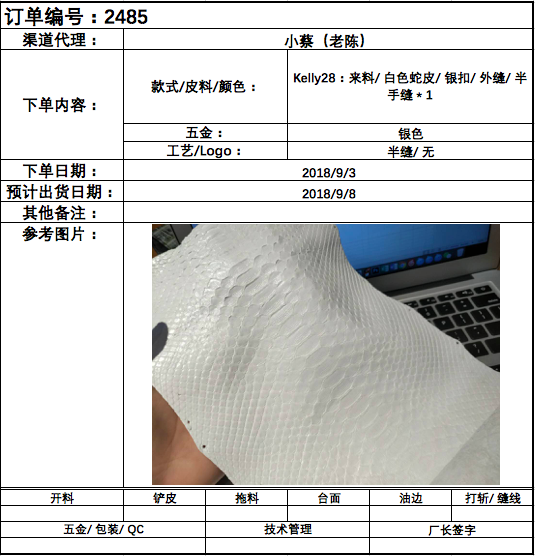 订单编号：2485
渠道代理：
小蔡（老陈）
下单内容：
款式/皮料/颜色：
Kelly28：来料/ 白色蛇皮/ 银扣/ 外缝/ 半
手缝 * 1
五金：
银色
工艺/Logo：
半缝/ 无
下单日期：
2018/9/3
预计出货日期：
2018/9/8
其他备注：
参考图片：
开料
铲皮
拖料
台面
油边
打斩/ 缝线
五金/ 包装/ QC
技术管理
厂长签字